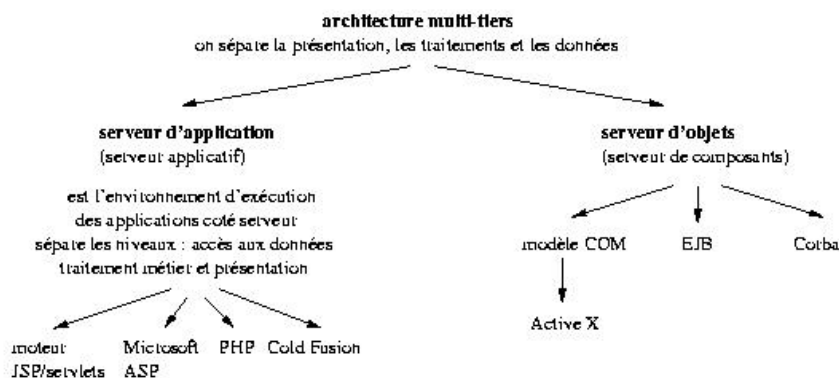 architecture multi-tiers
on sépare la présentation, les traitements et les données
serveur d'application
(serveur applicatif)
est l'environnement d'exécution
des applications coté serveur
sépare les niveaux : accès aux données
traitement métier et présentation
moteur
JSP/servlets
Microsoft
ASP
PHP
Cold Fusion
serveur d'objets
(serveur de composants)
modèle COM
EJB
Corba
Active X